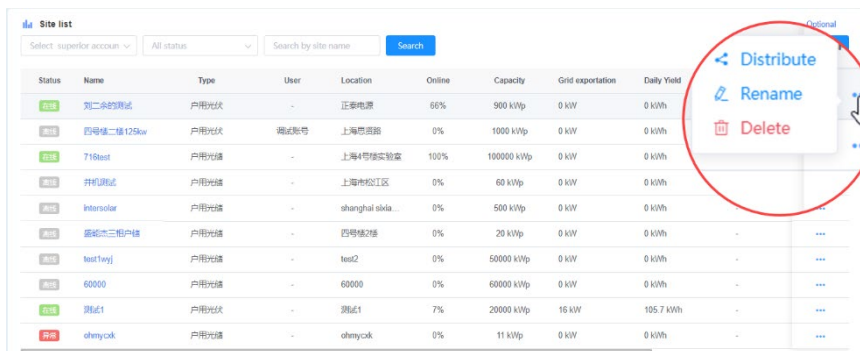 Site list
Optional
Select superior accoun
All status
Search by site name
Search
Distribute
Rename
Delete
Status Name Type User Location Online Capacity Grid exportation Daily Yield
在线 刘二余的测试 户用光伏 - 正泰电源 66% 900 kWp 0 kW 0 kWh
离线 四号楼二楼125kw 户用光伏 调试账号 上海思贤路 0% 1000 kWp 0 kW 0 kWh
在线 716test 户用光储 - 上海4号楼实验室 100% 100000 kWp 0 kW 0 kWh
离线 并机测试 户用光储 - 上海市松江区 0% 60 kWp 0 kW 0 kWh
离线 intersolar 户用光储 - shanghai sixia... 0% 500 kWp 0 kW 0 kWh - ...
离线 盛能杰三相户储 户用光储 - 四号楼2楼 0% 20 kWp 0 kW 0 kWh - ...
离线 test1wyj 户用光储 - test2 0% 50000 kWp 0 kW 0 kWh - ...
离线 60000 户用光储 - 60000 0% 60000 kWp 0 kW 0 kWh - ...
在线 测试1 户用光伏 - 测试1 7% 20000 kWp 16 kW 105.7 kWh - ...
异常 ohmycxk 户用光储 - ohmycxk 0% 11 kWp 0 kW 0 kWh - ...